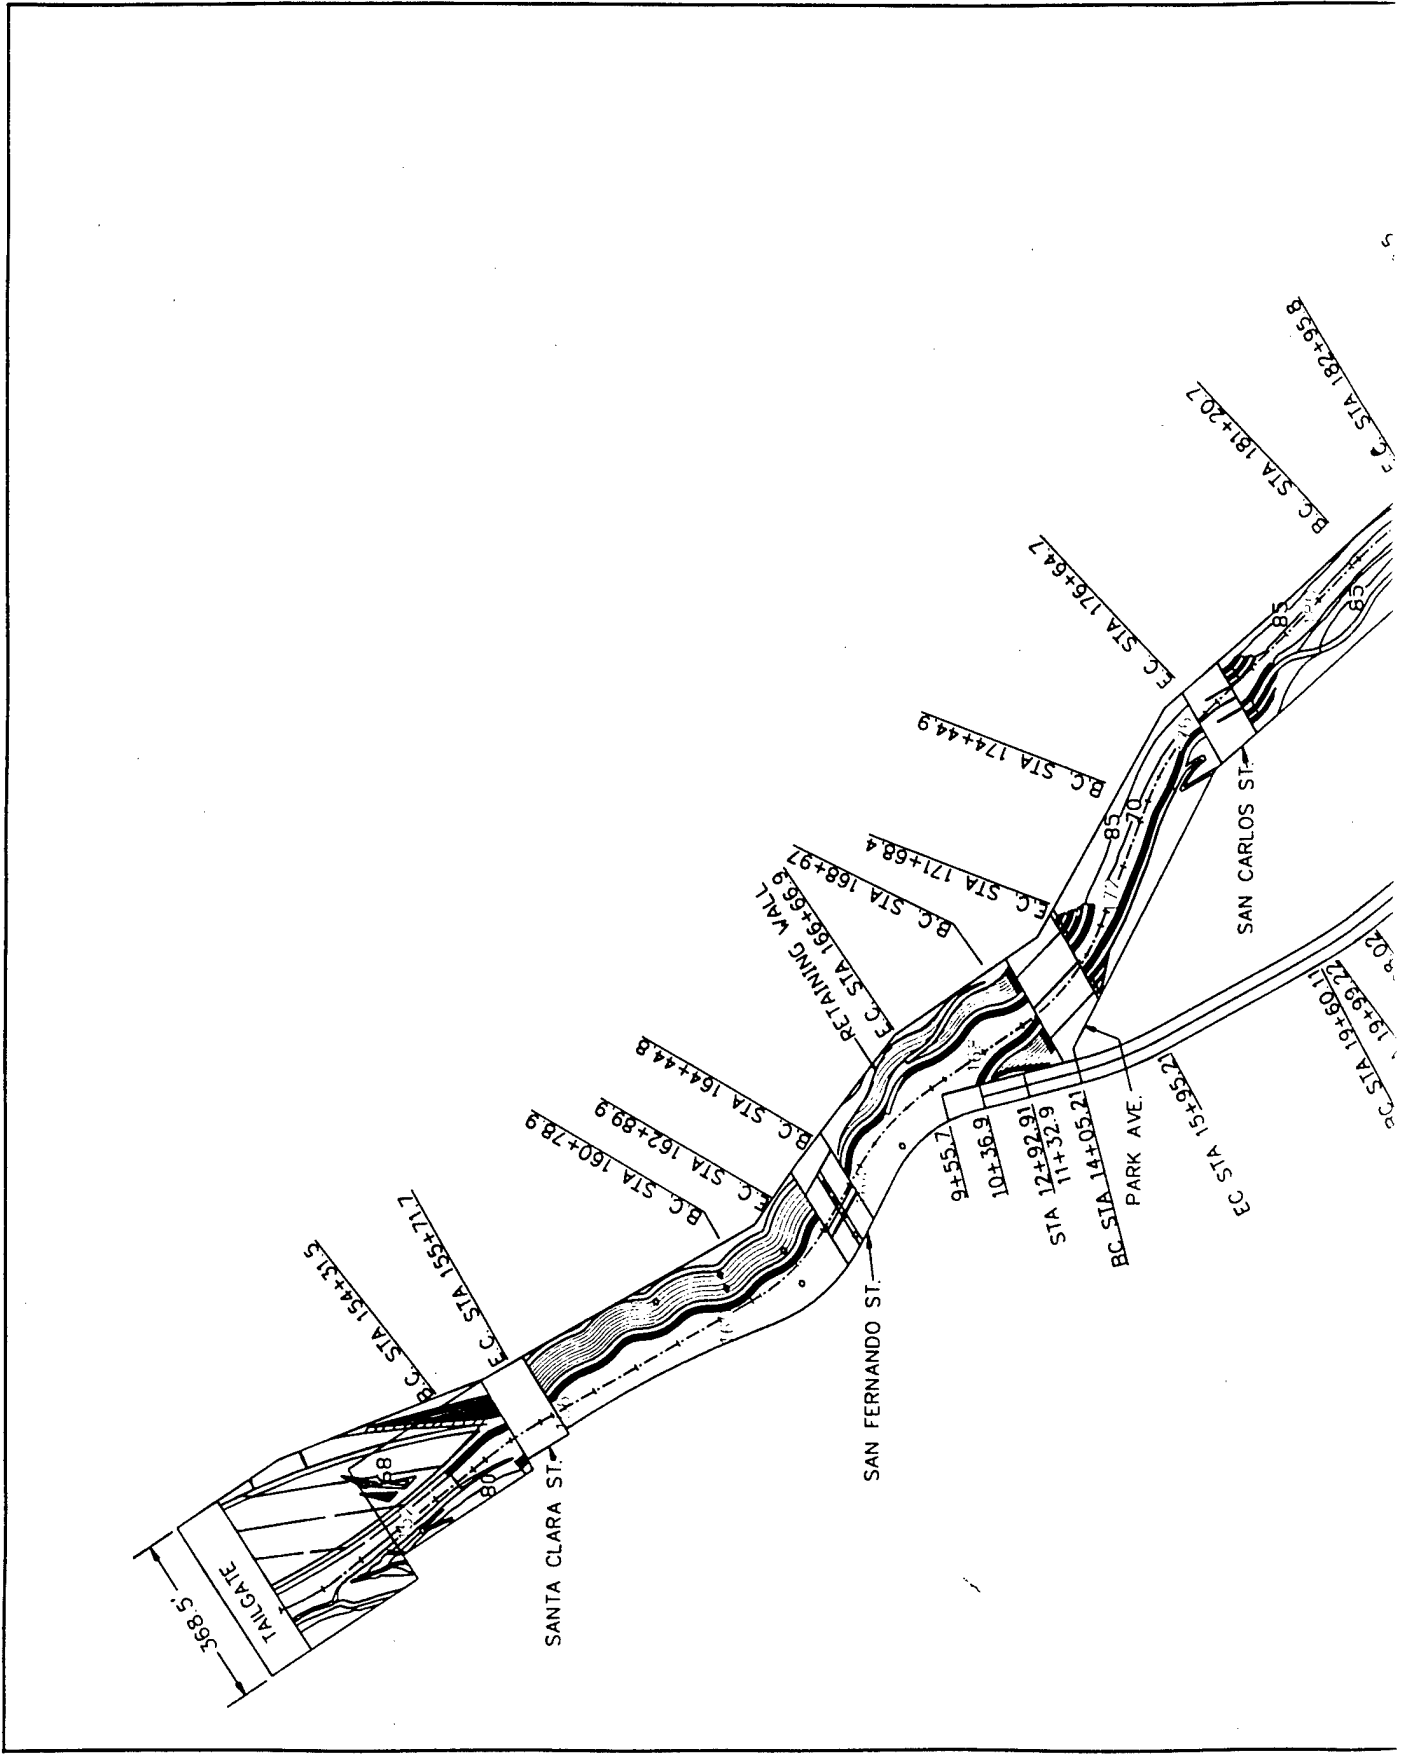 368.5'
TAILGATE
B.C. STA 154+31.5
E.C. STA 155+71.7
B.C. STA 160+78.9
E.C. STA 162+89.9
B.C. STA 164+44.8
RETAINING WALL
E.C. STA 166+66.9
B.C. STA 168+97
E.C. STA 171+68.4
B.C. STA 174+44.9
E.C. STA 176+64.7
B.C. STA 181+20.7
E.C. STA 182+95.8
80
85
70
85
85
SANTA CLARA ST.
SAN FERNANDO ST.
9+55.7
10+36.9
STA 12+92.91
11+32.9
BC STA 14+05.21
PARK AVE.
EC STA 15+95.21
SAN CARLOS ST.
BC STA 19+60.11
19+99.22